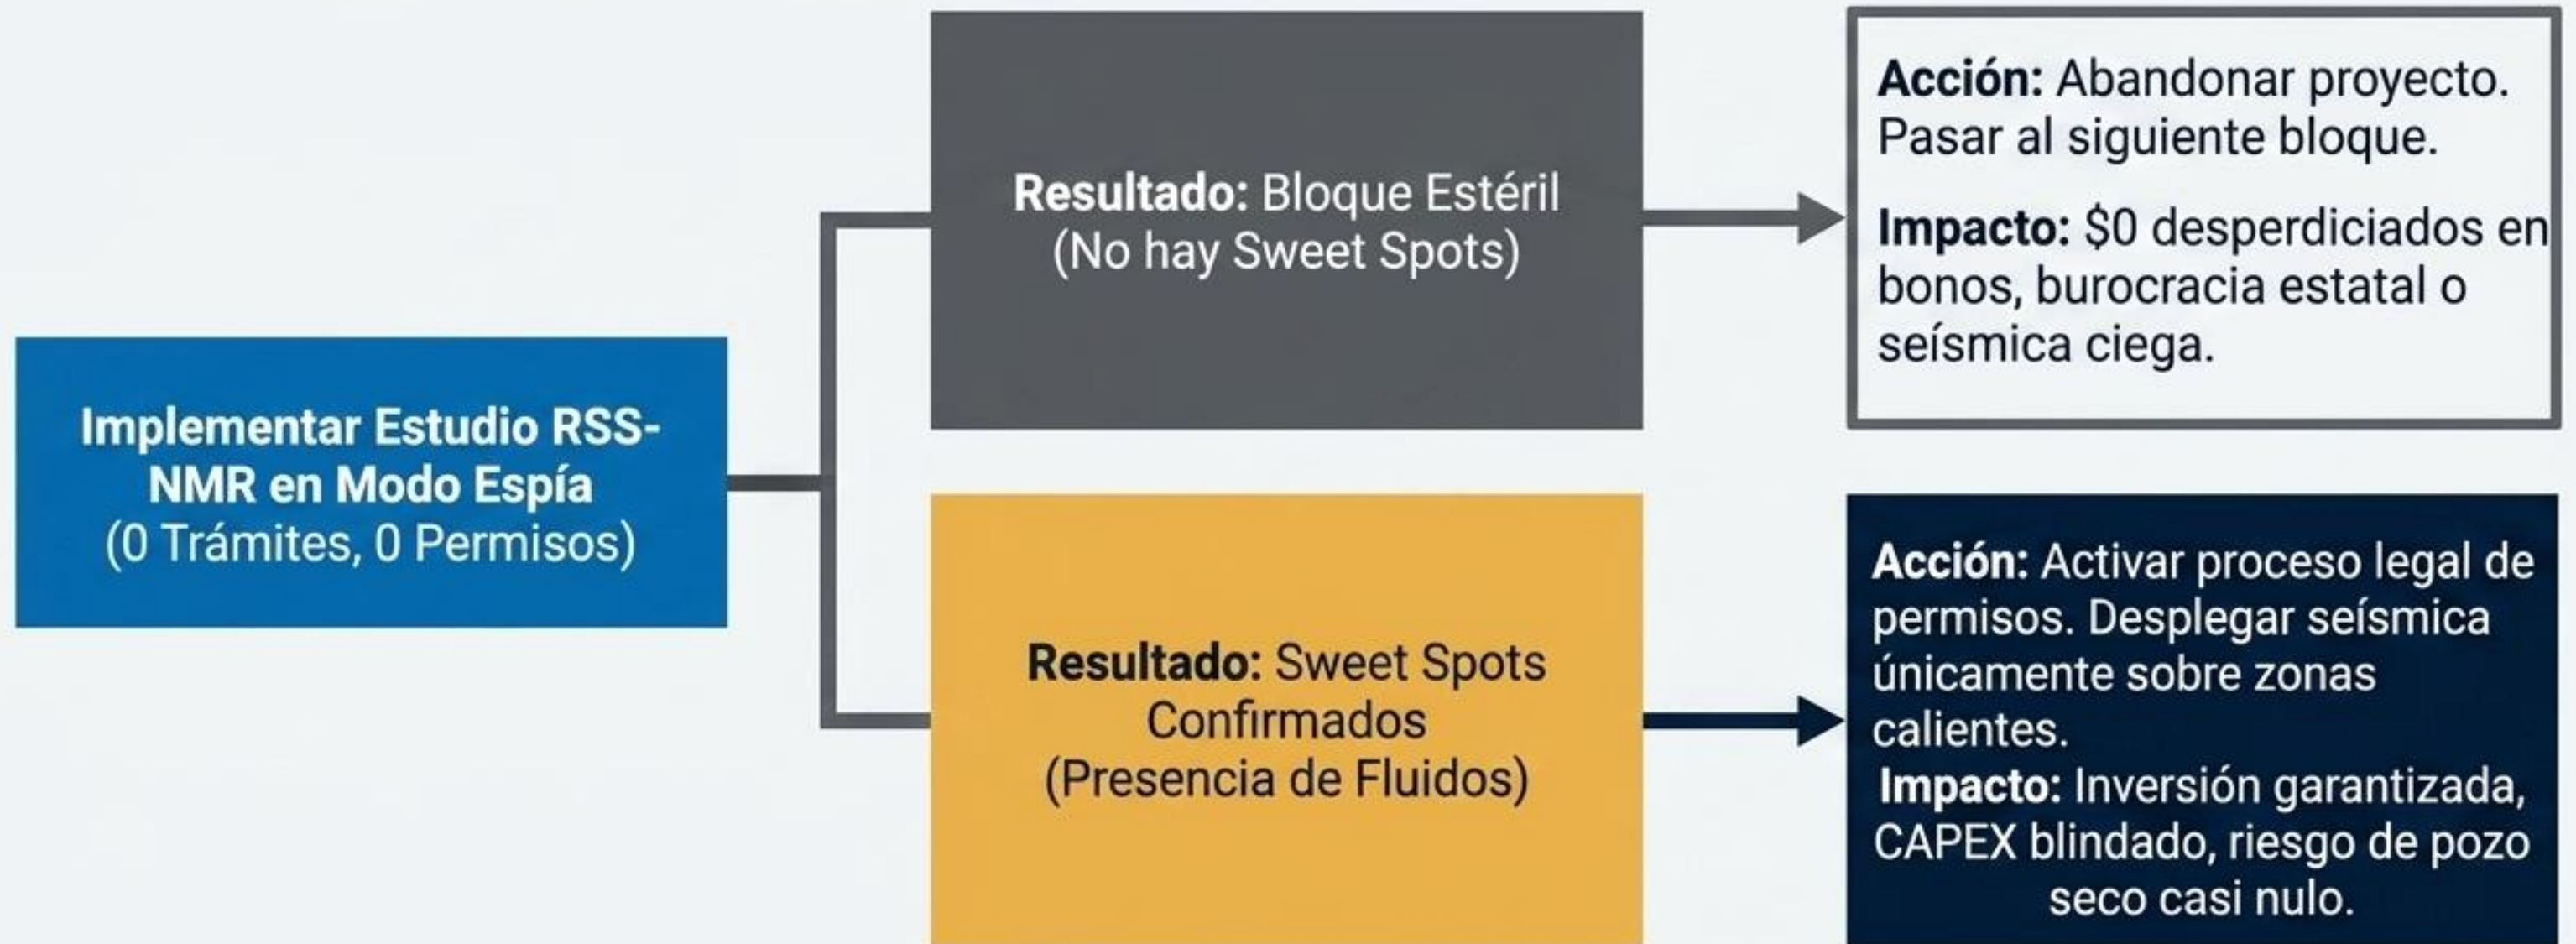 Implementar Estudio RSS-
NMR en Modo Espía
(0 Trámites, 0 Permisos)
Resultado: Bloque Estéril
(No hay Sweet Spots)
Acción: Abandonar proyecto.
Pasar al siguiente bloque.
Impacto: $0 desperdiciados en
bonos, burocracia estatal o
seísmica ciega.
Resultado: Sweet Spots
Confirmados
(Presencia de Fluidos)
Acción: Activar proceso legal de
permisos. Desplegar seísmica
únicamente sobre zonas
calientes.
Impacto: Inversión garantizada,
CAPEX blindado, riesgo de pozo
seco casi nulo.